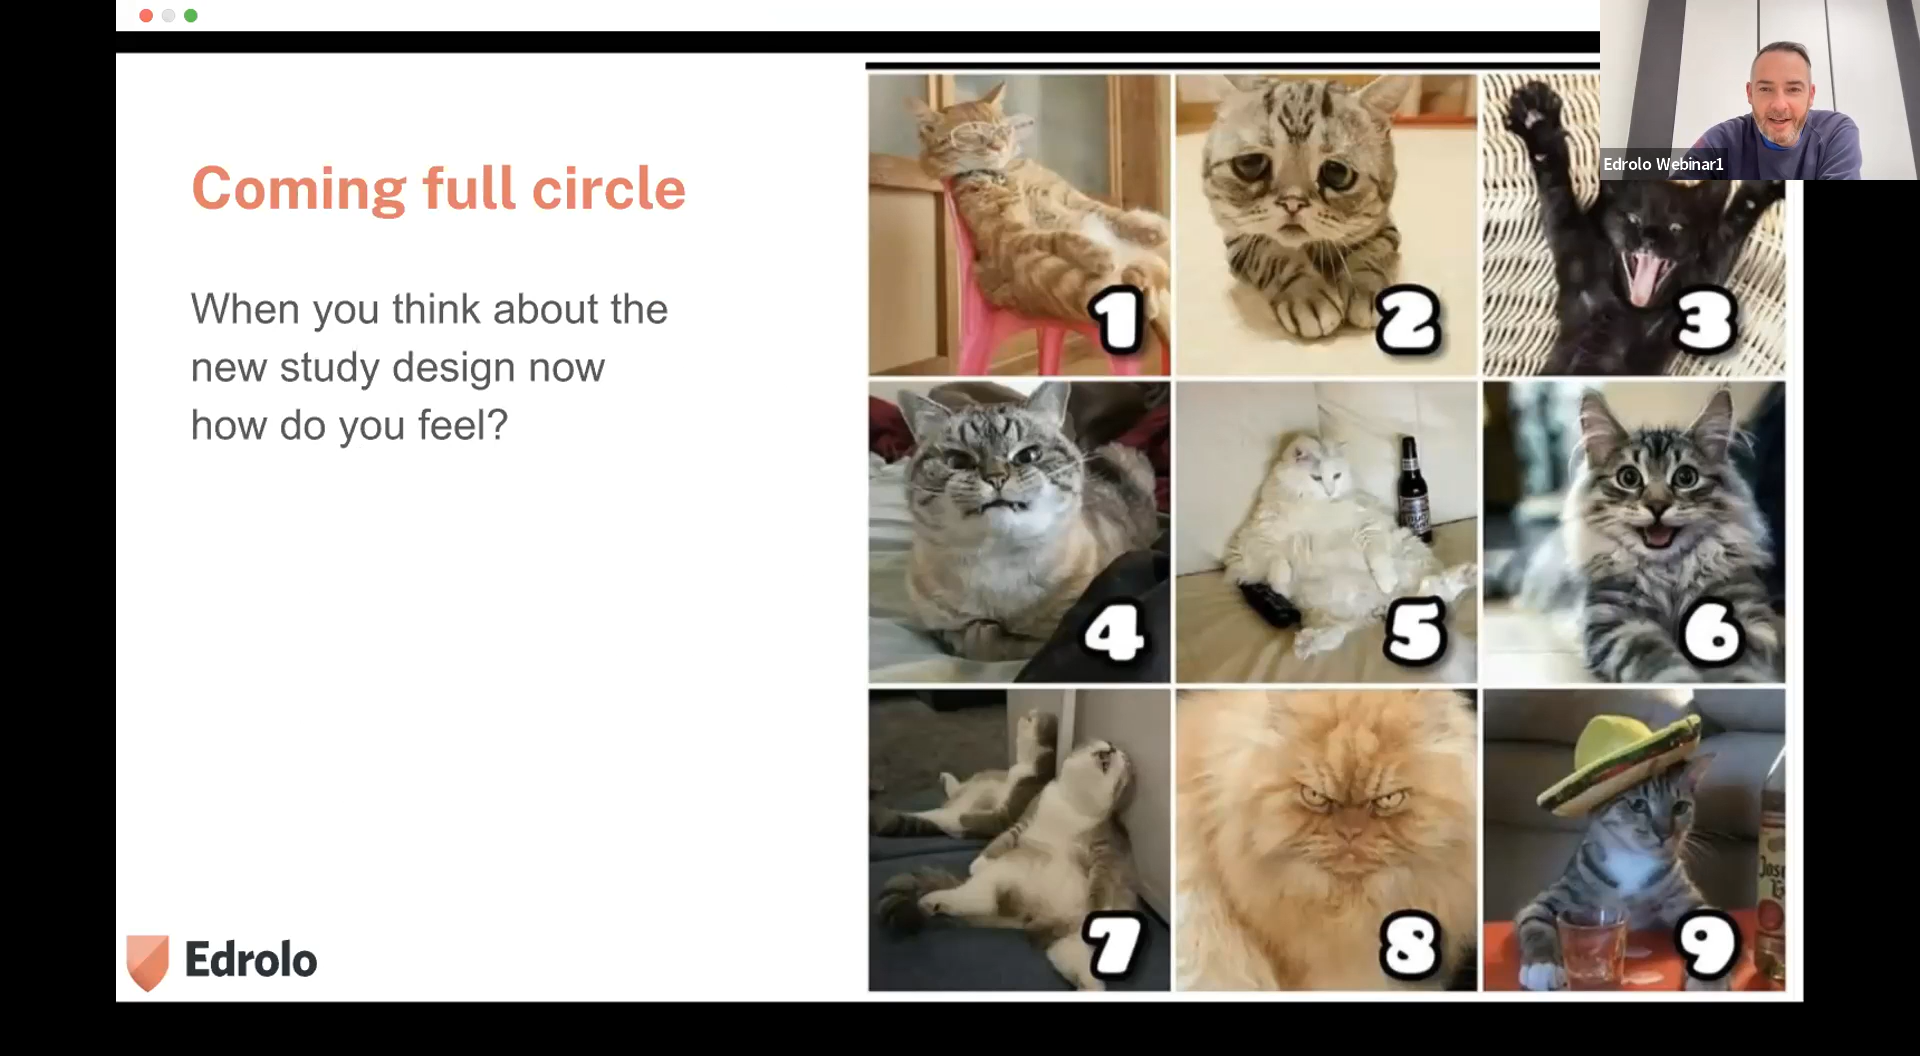 Coming full circle
When you think about the
new study design now
how do you feel?
Edrolo
Edrolo Webinar1
1
2
3
4
5
6
7
8
9